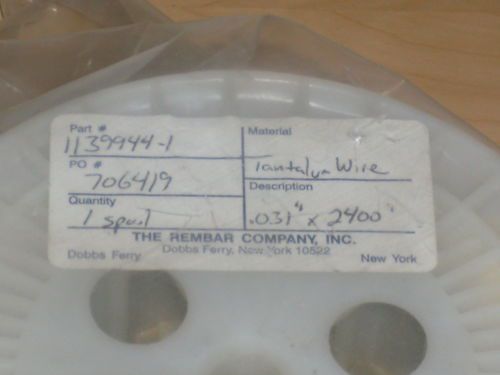 Part #
1139944-1
PO #
706419
Quantity
1 spool
Material
Tantalum Wire
Description
.031" x 2400"
THE REMBAR COMPANY, INC.
Dobbs Ferry, New York 10522
Dobbs Ferry
New York